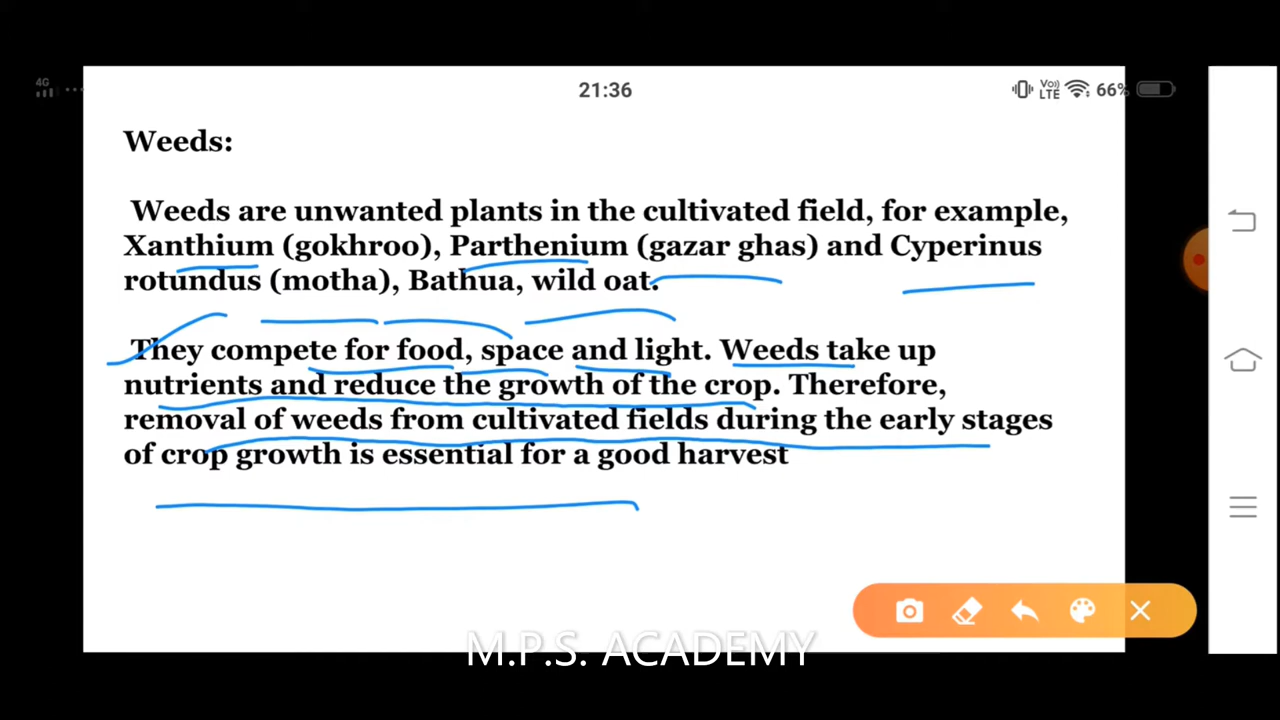 4G
21:36
Vo)) LTE 66%
Weeds:
Weeds are unwanted plants in the cultivated field, for example,
Xanthium (gokhroo), Parthenium (gazar ghas) and Cyperinus
rotundus (motha), Bathua, wild oat.
They compete for food, space and light. Weeds take up
nutrients and reduce the growth of the crop. Therefore,
removal of weeds from cultivated fields during the early stages
of crop growth is essential for a good harvest
M.P.S. ACADEMY